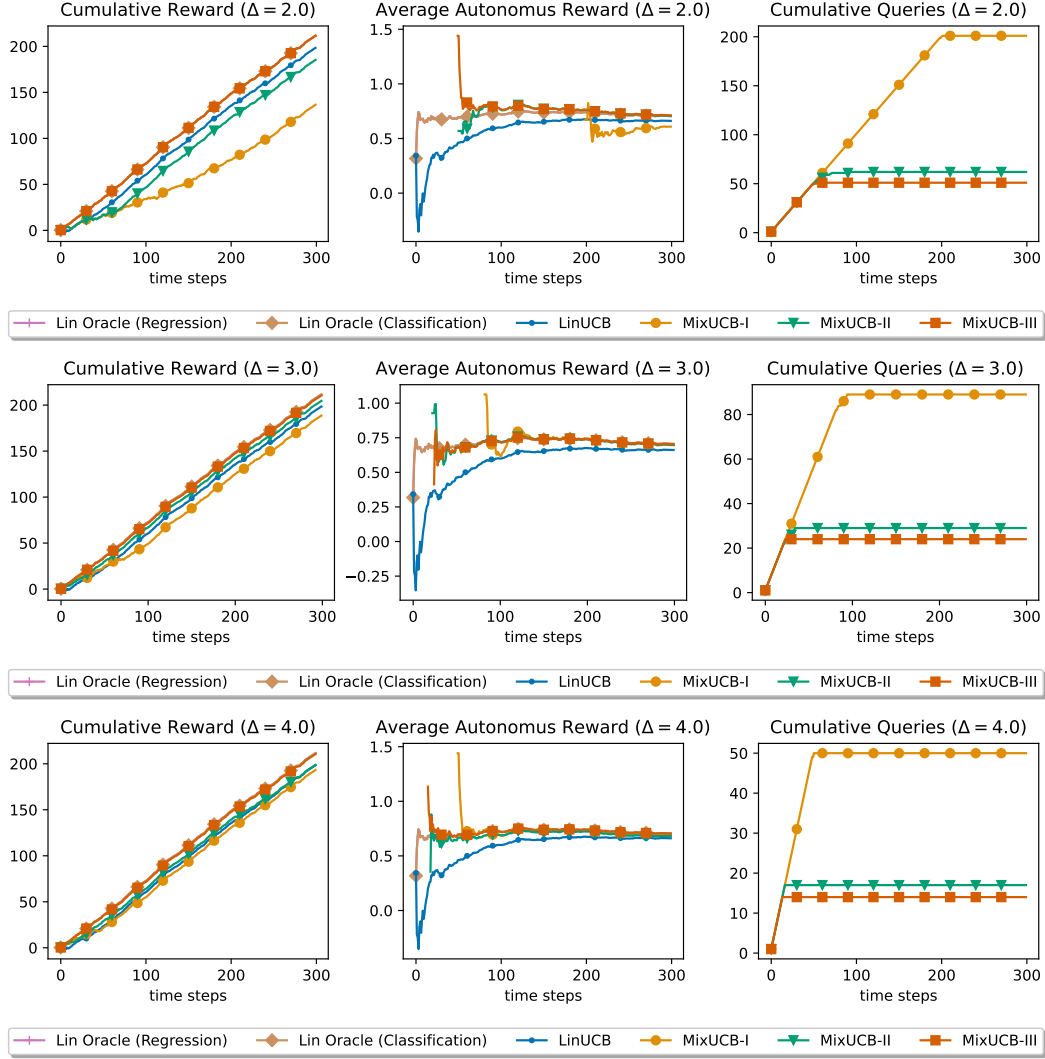 Cumulative Reward (Δ = 2.0) Average Autonomus Reward (Δ = 2.0) Cumulative Queries (Δ = 2.0)
200
150
100
50
0
0 100 200 300
time steps
1.5
1.0
0.5
0.0
0 100 200 300
time steps
200
150
100
50
0
0 100 200 300
time steps
Lin Oracle (Regression) Lin Oracle (Classification) LinUCB MixUCB-I MixUCB-II MixUCB-III
Cumulative Reward (Δ = 3.0) Average Autonomus Reward (Δ = 3.0) Cumulative Queries (Δ = 3.0)
200
150
100
50
0
0 100 200 300
time steps
1.00
0.75
0.50
0.25
0.00
−0.25
0 100 200 300
time steps
80
60
40
20
0
0 100 200 300
time steps
Lin Oracle (Regression) Lin Oracle (Classification) LinUCB MixUCB-I MixUCB-II MixUCB-III
Cumulative Reward (Δ = 4.0) Average Autonomus Reward (Δ = 4.0) Cumulative Queries (Δ = 4.0)
200
150
100
50
0
0 100 200 300
time steps
1.5
1.0
0.5
0.0
0 100 200 300
time steps
50
40
30
20
10
0
0 100 200 300
time steps
Lin Oracle (Regression) Lin Oracle (Classification) LinUCB MixUCB-I MixUCB-II MixUCB-III